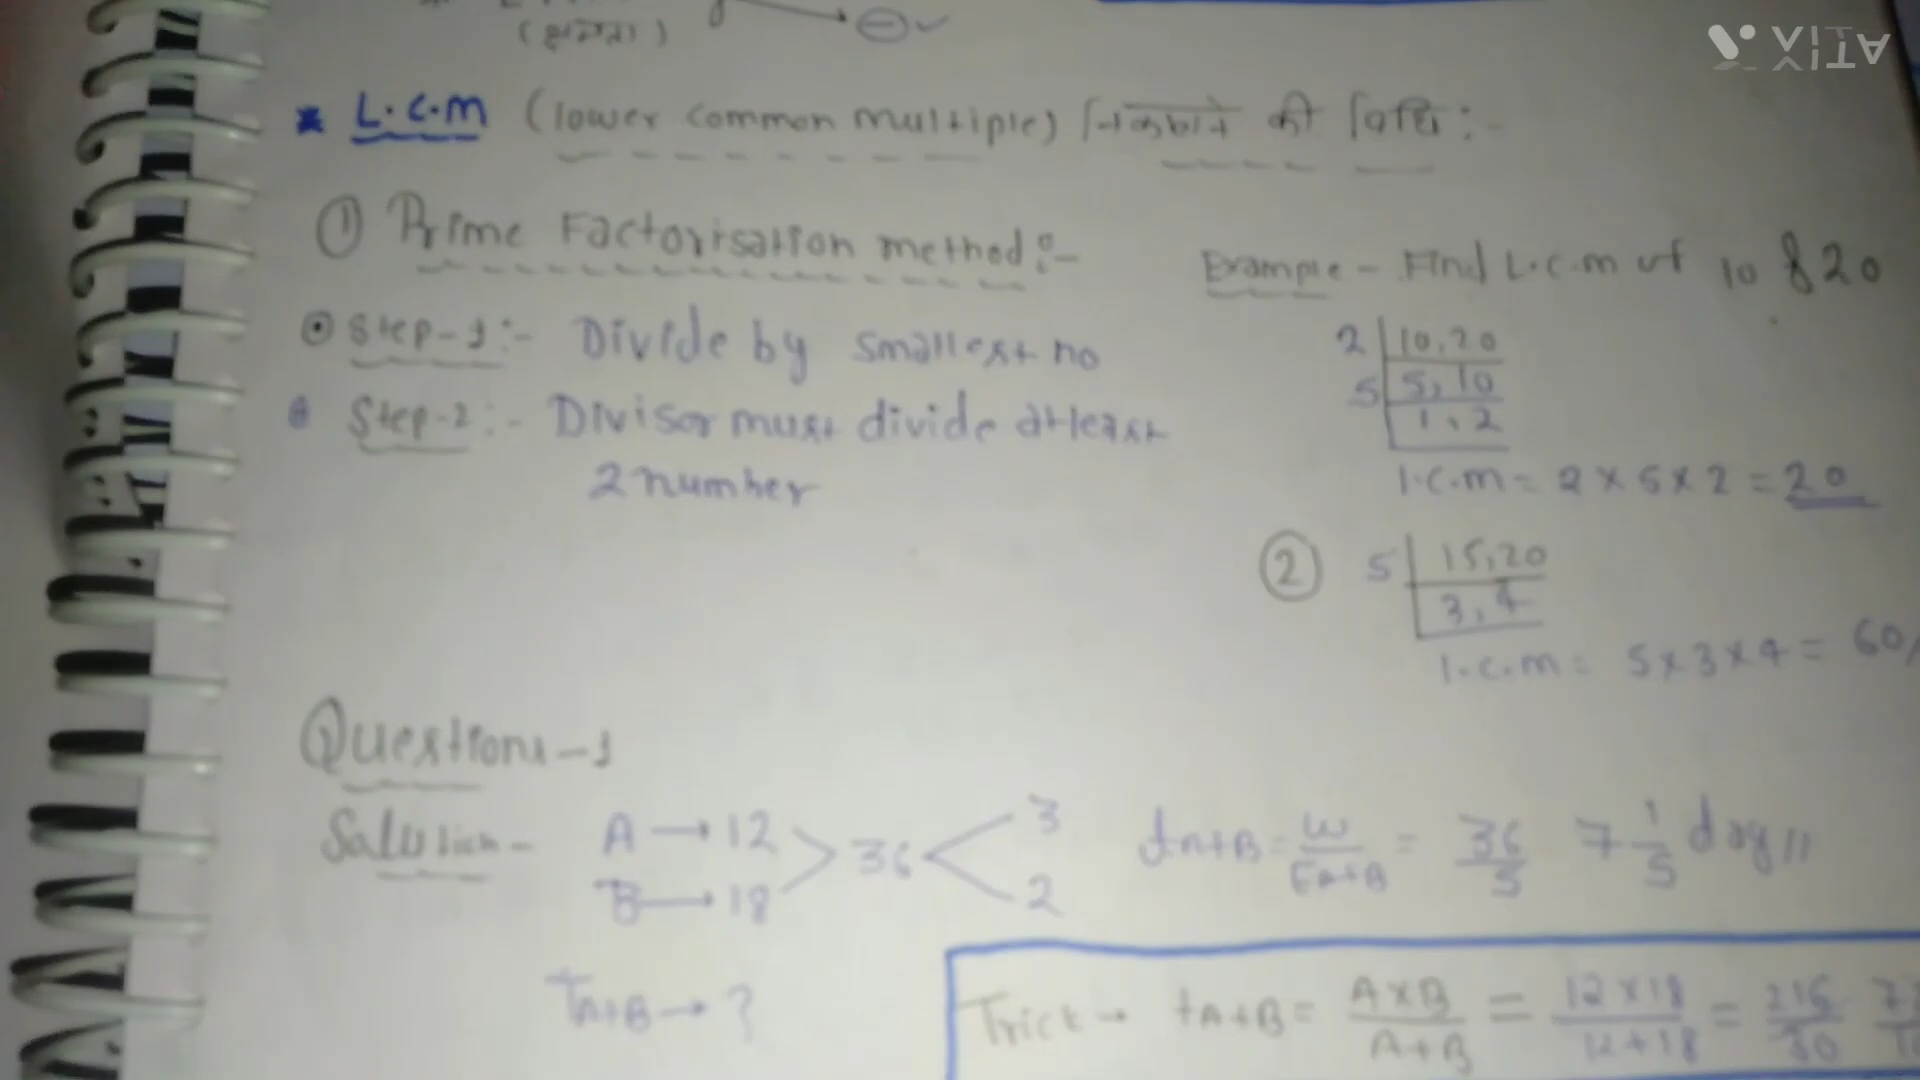 VITA
(क्षमता)
* L.C.M (lower common multiple) निकालने की विधि :-
① Prime Factorisation method :-
⊙ Step-1 :- Divide by smallest no
Step-2 :- Divisor must divide atleast
2 number
Example - Find L.C.M of 10 & 20
2 | 10,20
5 | 5, 10
1, 2
L.C.M = 2 × 5 × 2 = 20
② 5 | 15,20
3, 4
L.C.M = 5 × 3 × 4 = 60
Questions-1
Solution-
A → 12
B → 18
36
3
2
tA+B = W/EA+B = 36/5 7 1/5 day
TA+B → ?
Trick → tA+B = A×B/A+B = 12×18/12+18 = 216/30